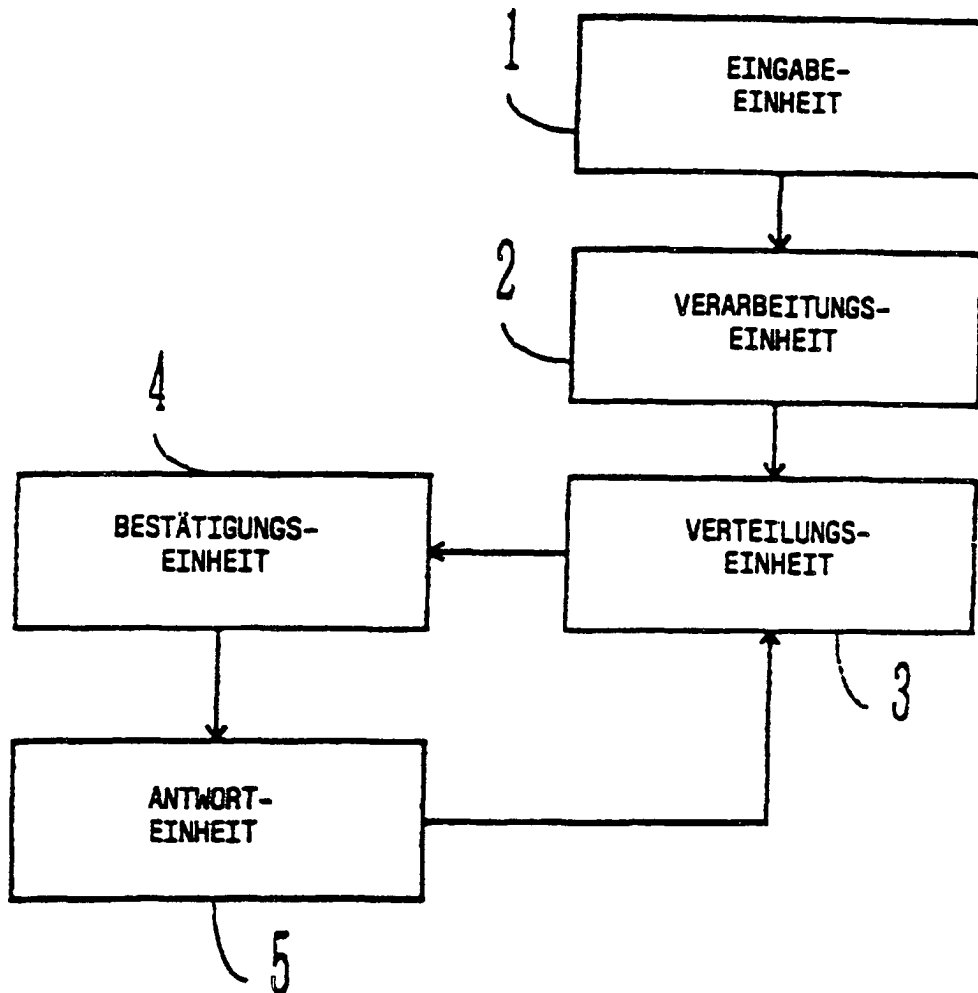 1
EINGABE-
EINHEIT
2
VERARBEITUNGS-
EINHEIT
4
BESTÄTIGUNGS-
EINHEIT
VERTEILUNGS-
EINHEIT
3
ANTWORT-
EINHEIT
5